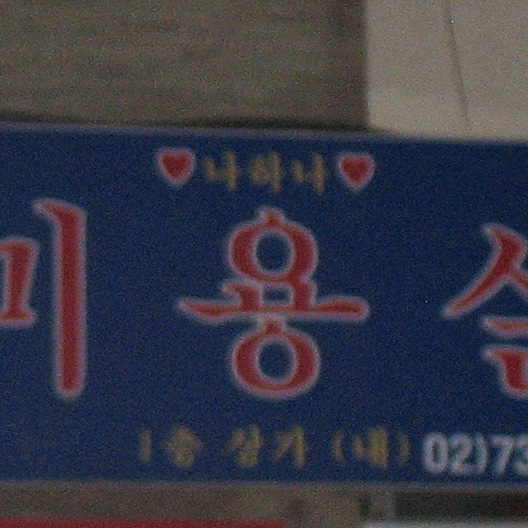 ♥나하나♥
미용실
1층 상가 (내) 02)73